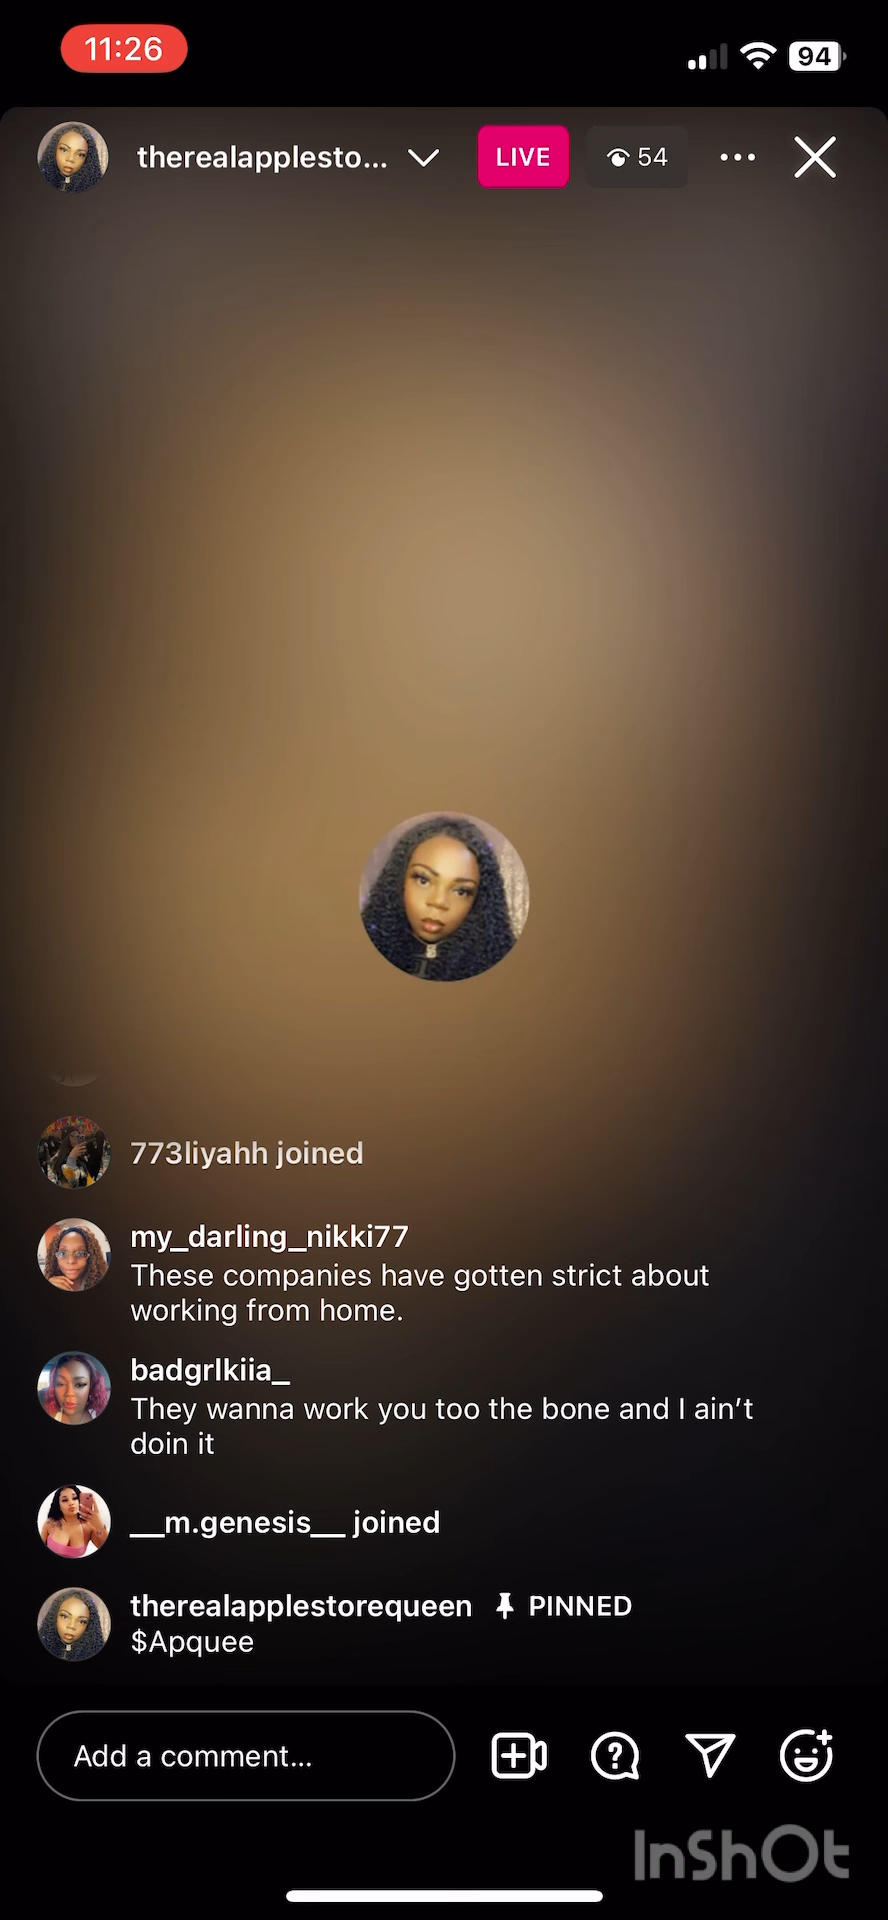 11:26
94
therealapplesto...
LIVE
54
773liyahh joined
my_darling_nikki77
These companies have gotten strict about
working from home.
badgrlkiia_
They wanna work you too the bone and I ain't
doin it
__m.genesis__ joined
therealapplestorequeen PINNED
$Apquee
Add a comment...
InShOt